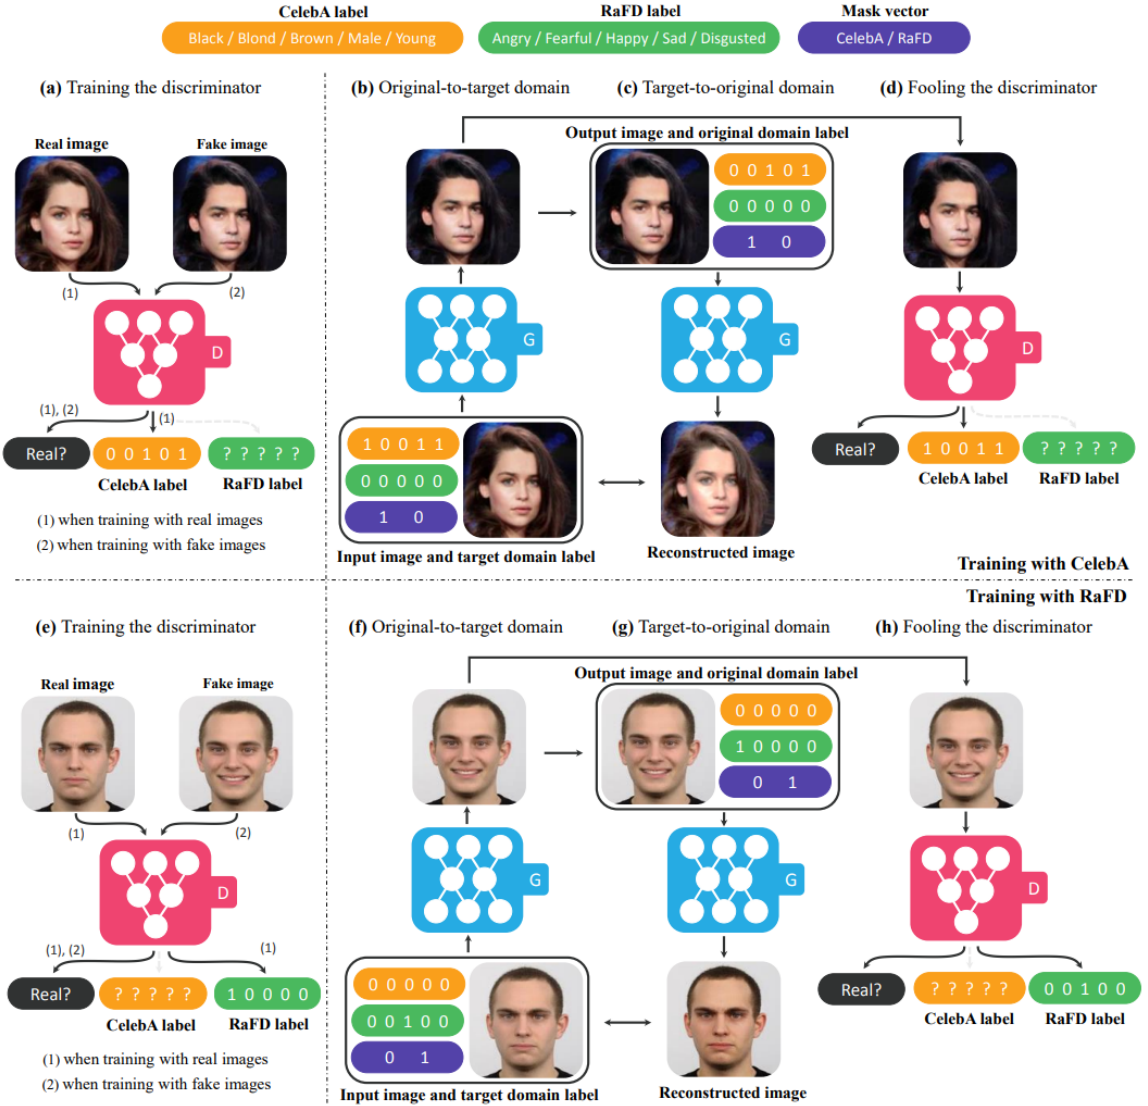 CelebA label
RaFD label
Mask vector
Black / Blond / Brown / Male / Young
Angry / Fearful / Happy / Sad / Disgusted
CelebA / RaFD
(a) Training the discriminator
(b) Original-to-target domain
(c) Target-to-original domain
(d) Fooling the discriminator
Real image
Fake image
Output image and original domain label
0 0 1 0 1
0 0 0 0 0
1 0
(1)
(2)
D
G
G
D
(1), (2)
(1)
Real?
0 0 1 0 1
? ? ? ? ?
CelebA label
RaFD label
(1) when training with real images
(2) when training with fake images
1 0 0 1 1
0 0 0 0 0
1 0
Input image and target domain label
Reconstructed image
Real?
1 0 0 1 1
? ? ? ? ?
CelebA label
RaFD label
Training with CelebA
Training with RaFD
(e) Training the discriminator
(f) Original-to-target domain
(g) Target-to-original domain
(h) Fooling the discriminator
Real image
Fake image
Output image and original domain label
0 0 0 0 0
1 0 0 0 0
0 1
(1)
(2)
D
G
G
D
(1), (2)
(1)
Real?
? ? ? ? ?
1 0 0 0 0
CelebA label
RaFD label
(1) when training with real images
(2) when training with fake images
0 0 0 0 0
0 0 1 0 0
0 1
Input image and target domain label
Reconstructed image
Real?
? ? ? ? ?
0 0 1 0 0
CelebA label
RaFD label